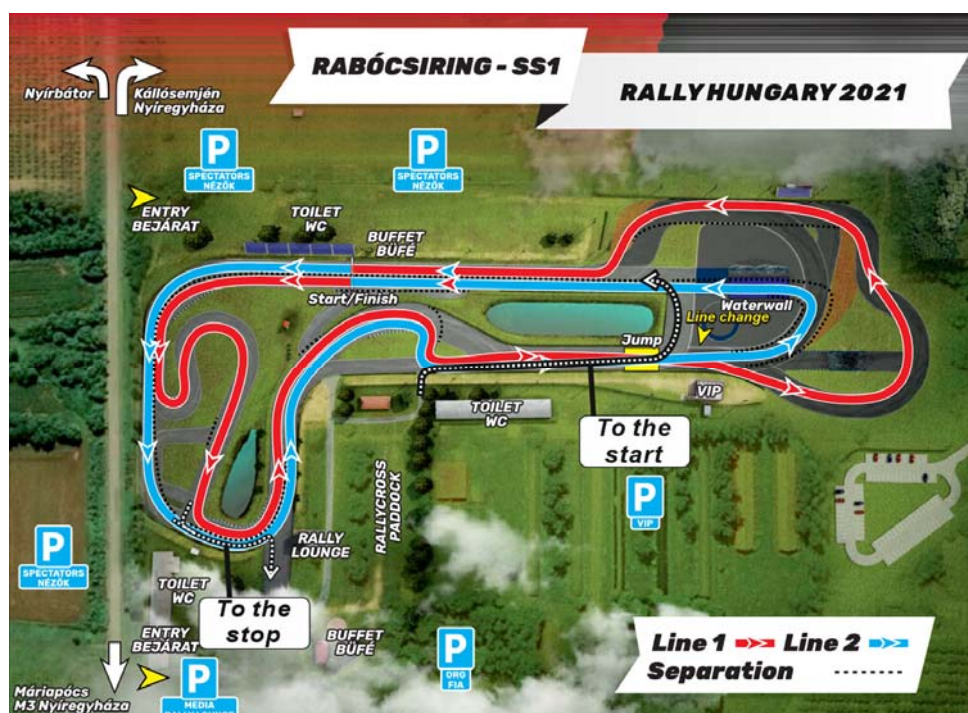 RABÓCSIRING - SS1
RALLY HUNGARY 2021
Nyírbátor
Kállósemjén
Nyíregyháza
P
SPECTATORS
NÉZŐK
P
SPECTATORS
NÉZŐK
ENTRY
BEJÁRAT
TOILET
WC
BUFFET
BÜFÉ
Start/Finish
Waterwall
Line change
Jump
VIP
TOILET
WC
To the
start
P
VIP
RALLYCROSS
PADDOCK
RALLY
LOUNGE
P
SPECTATORS
NÉZŐK
TOILET
WC
To the
stop
ENTRY
BEJÁRAT
BUFFET
BÜFÉ
P
ORG
FIA
Line 1
Line 2
Separation
Máriapócs
M3 Nyíregyháza
P
MEDIA